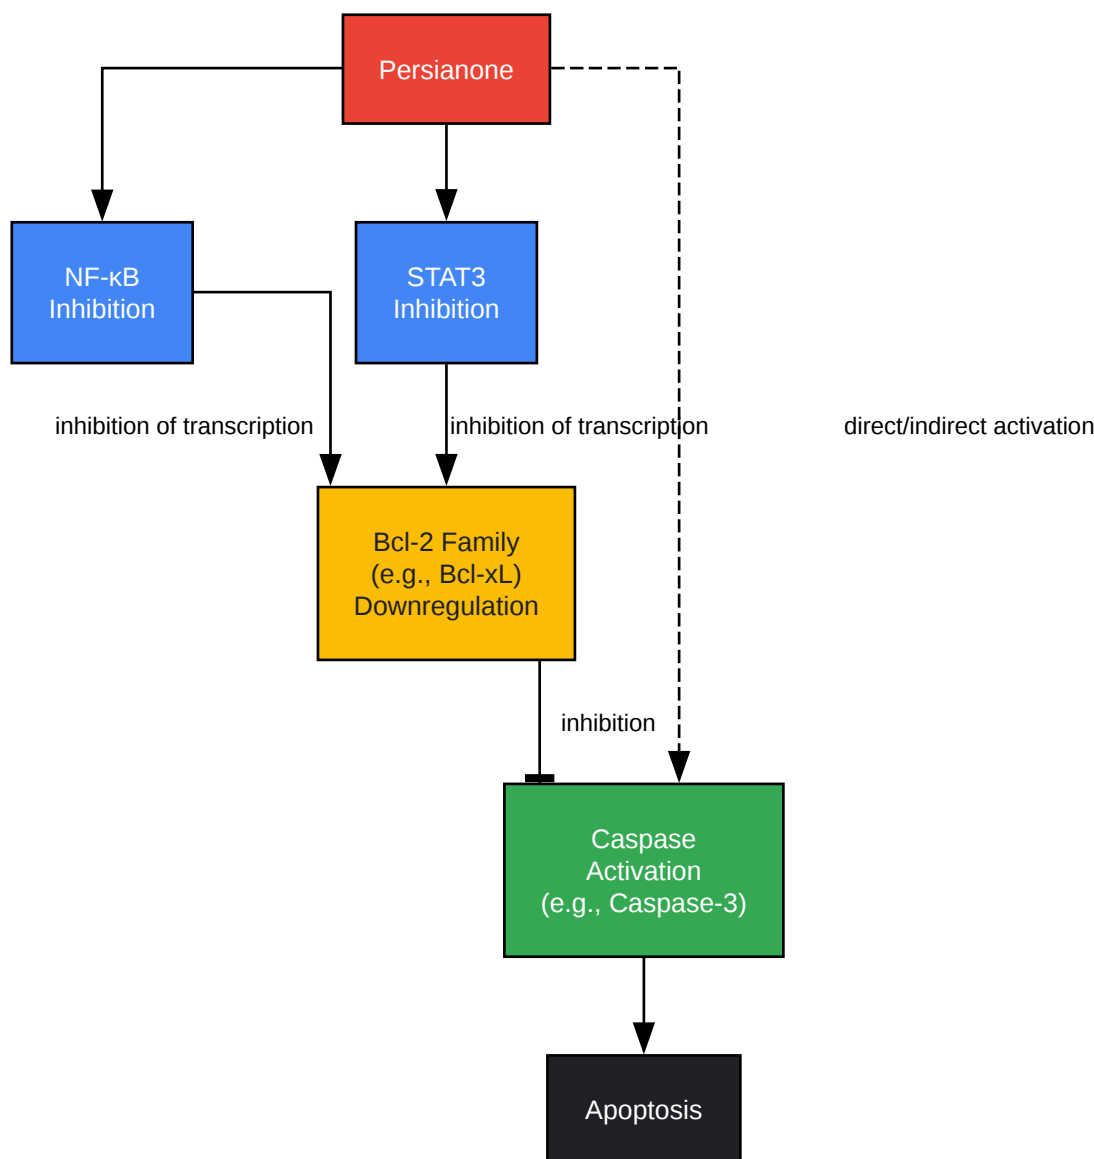 Persianone
NF-κB
Inhibition
STAT3
Inhibition
inhibition of transcription
inhibition of transcription
direct/indirect activation
Bcl-2 Family
(e.g., Bcl-xL)
Downregulation
inhibition
Caspase
Activation
(e.g., Caspase-3)
Apoptosis